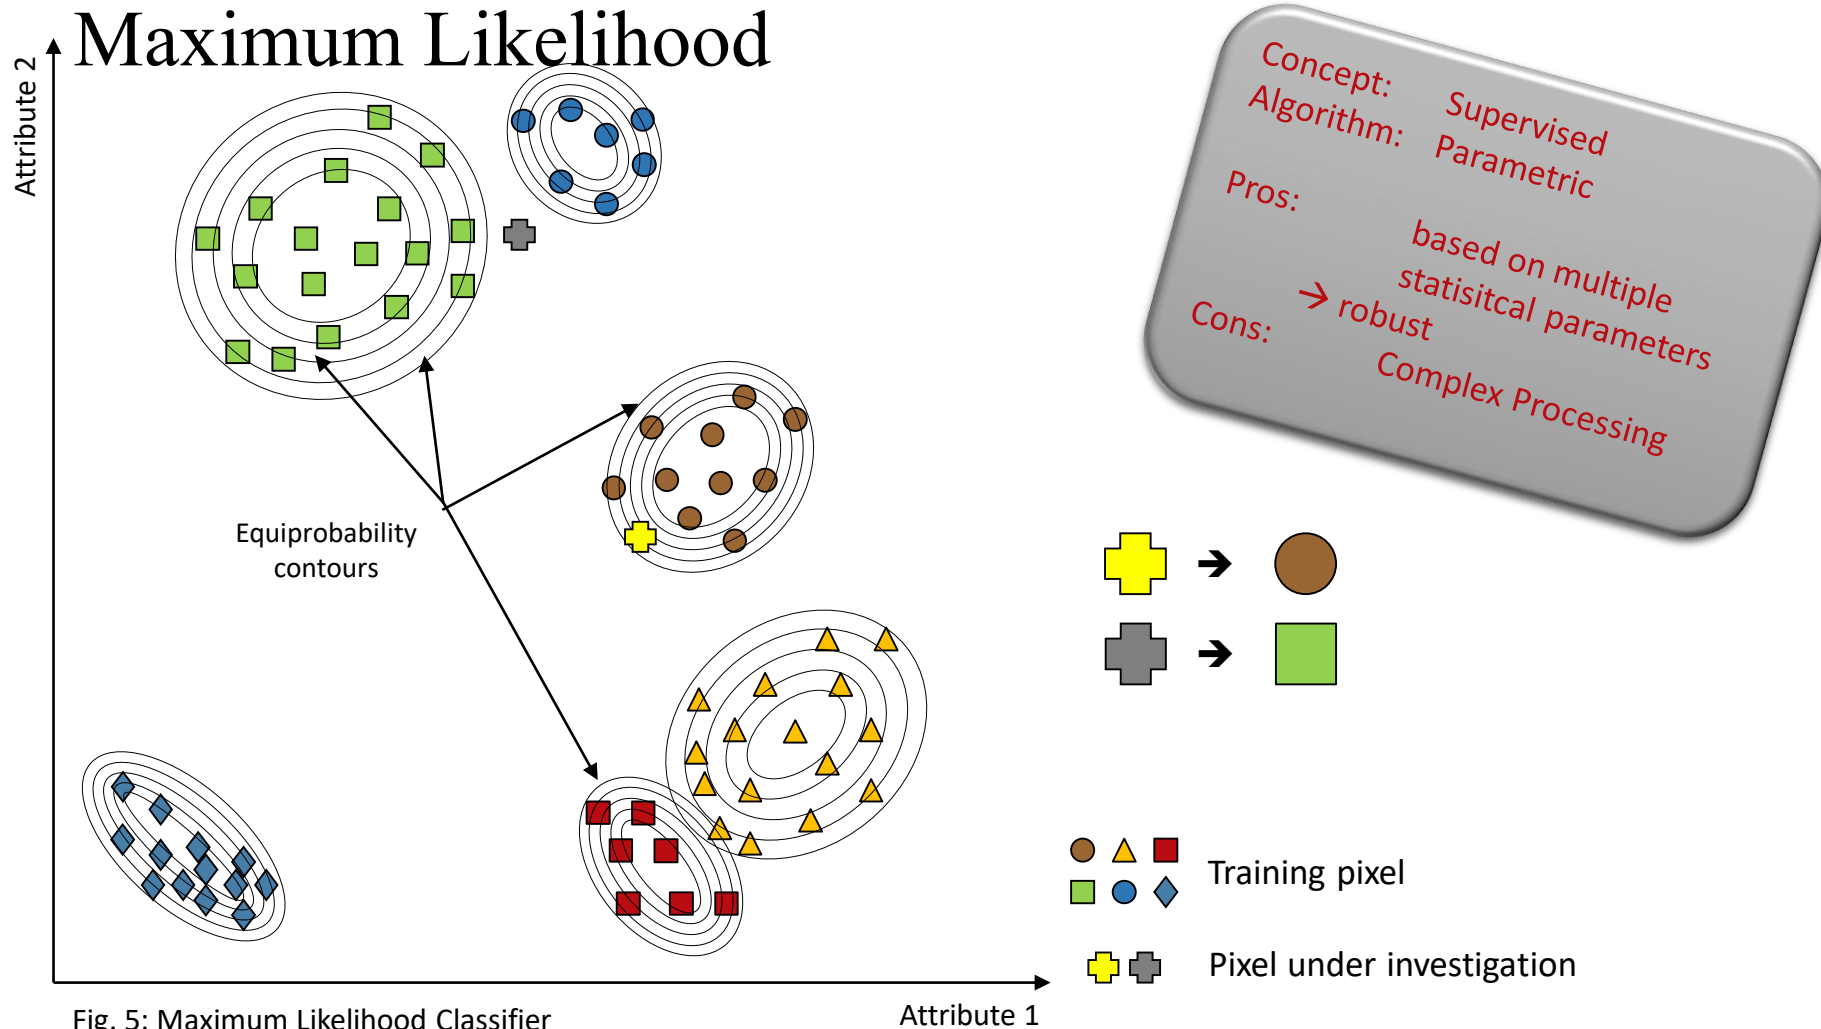 Maximum Likelihood
Attribute 2
Concept: Supervised
Algorithm: Parametric
Pros:
based on multiple
statisitcal parameters
→ robust
Cons:
Complex Processing
Equiprobability
contours
Training pixel
Pixel under investigation
Attribute 1
Fig. 5: Maximum Likelihood Classifier